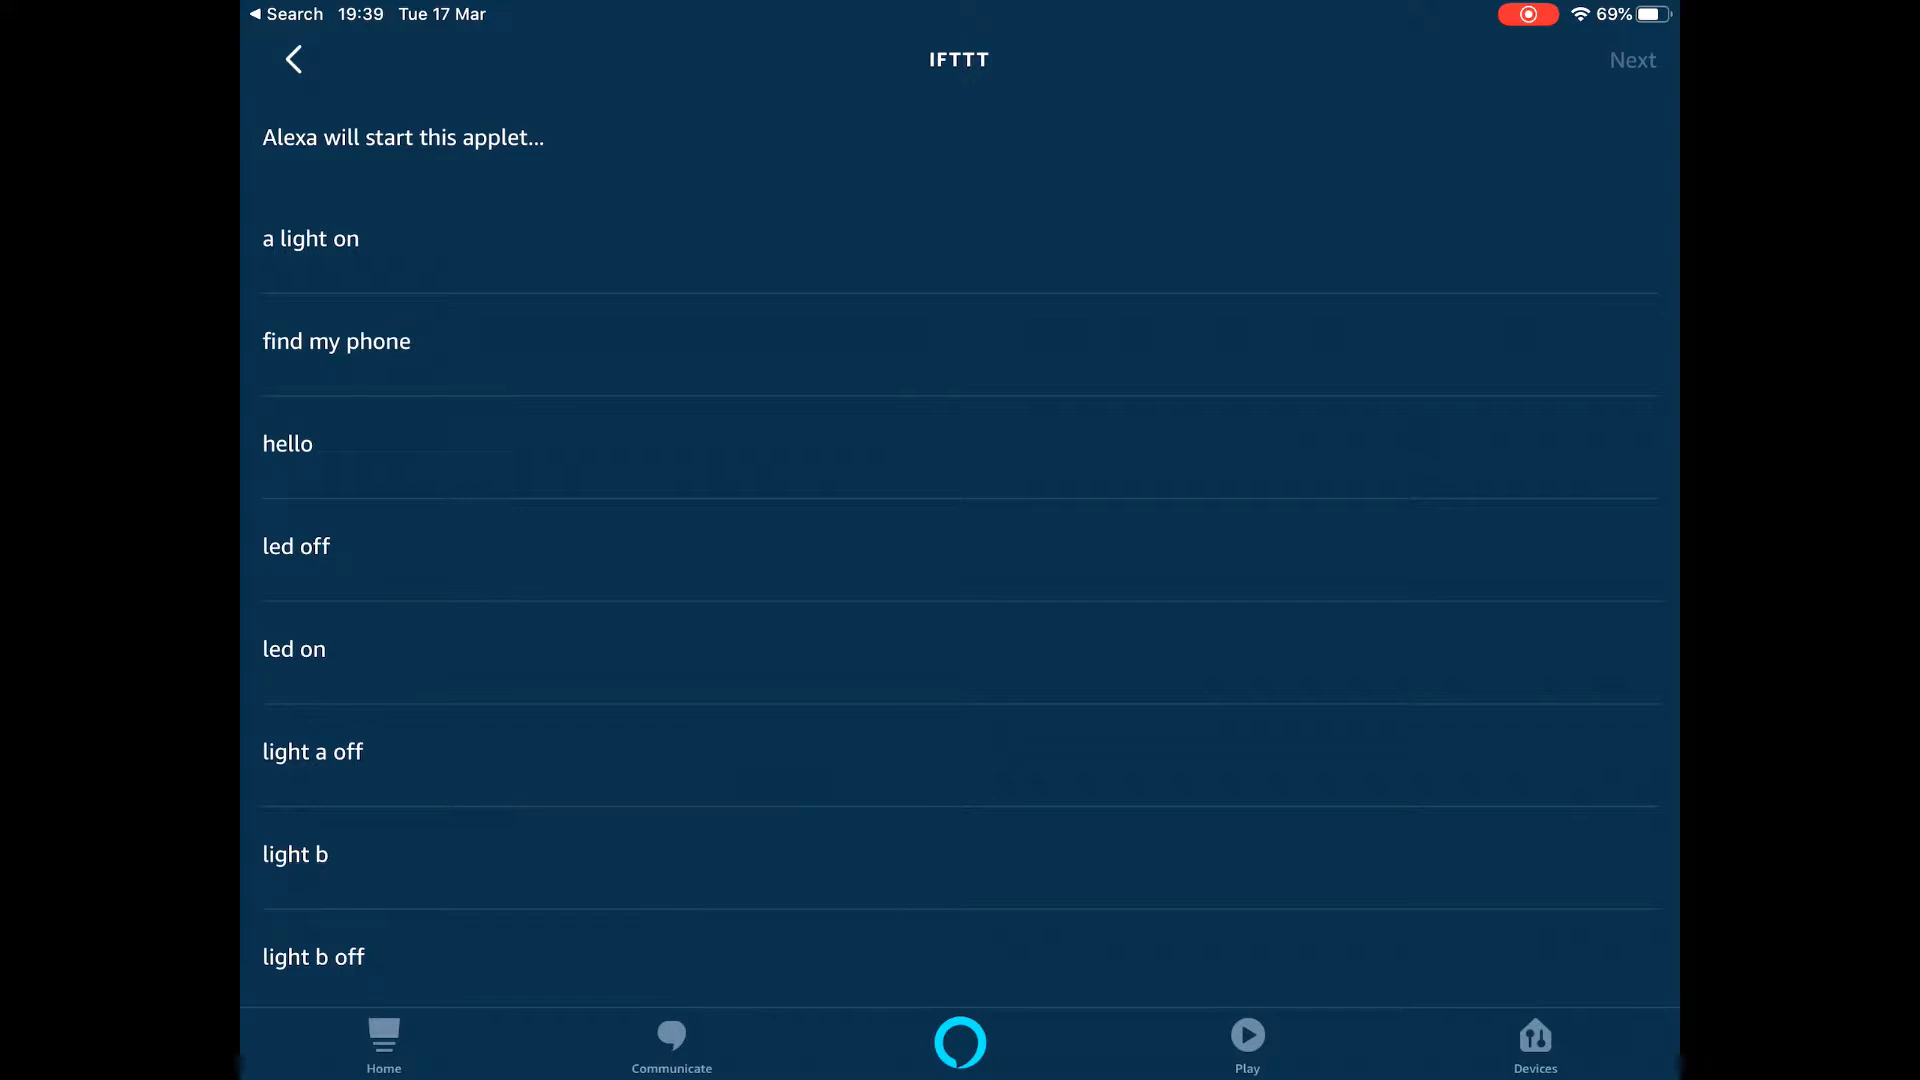 Search 19:39 Tue 17 Mar 69%
IFTTT Next
Alexa will start this applet...
a light on
find my phone
hello
led off
led on
light a off
light b
light b off
Home Communicate Play Devices